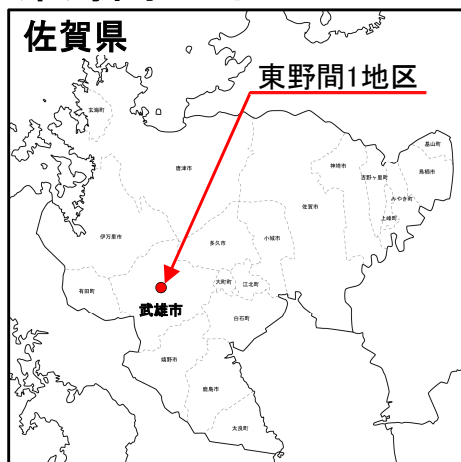 佐賀県
東野間1地区
玄海町
唐津市
基山町
神埼市
吉野ヶ里町
鳥栖市
みやき町
上峰町
佐賀市
伊万里市
多久市
小城市
有田町
大町町
江北町
武雄市
白石町
嬉野市
鹿島市
太良町